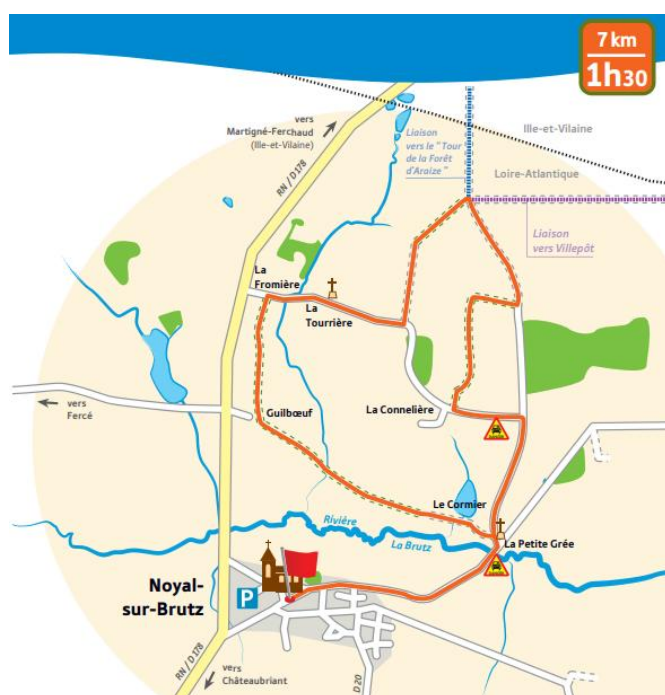 7 km
1h30
vers
Martigné-Ferchaud
(Ille-et-Vilaine)
RN / D178
Liaison
vers le "Tour
de la Forêt
d'Araize"
Ille-et-Vilaine
Loire-Atlantique
Liaison
vers Villepôt
La
Fromière
La
Tourrière
vers
Fercé
Guilbœuf
La Connelière
Le Cormier
Rivière
La Brutz
La Petite Grée
Noyal-
sur-Brutz
P
RN / D178
vers
Châteaubriant
D 20